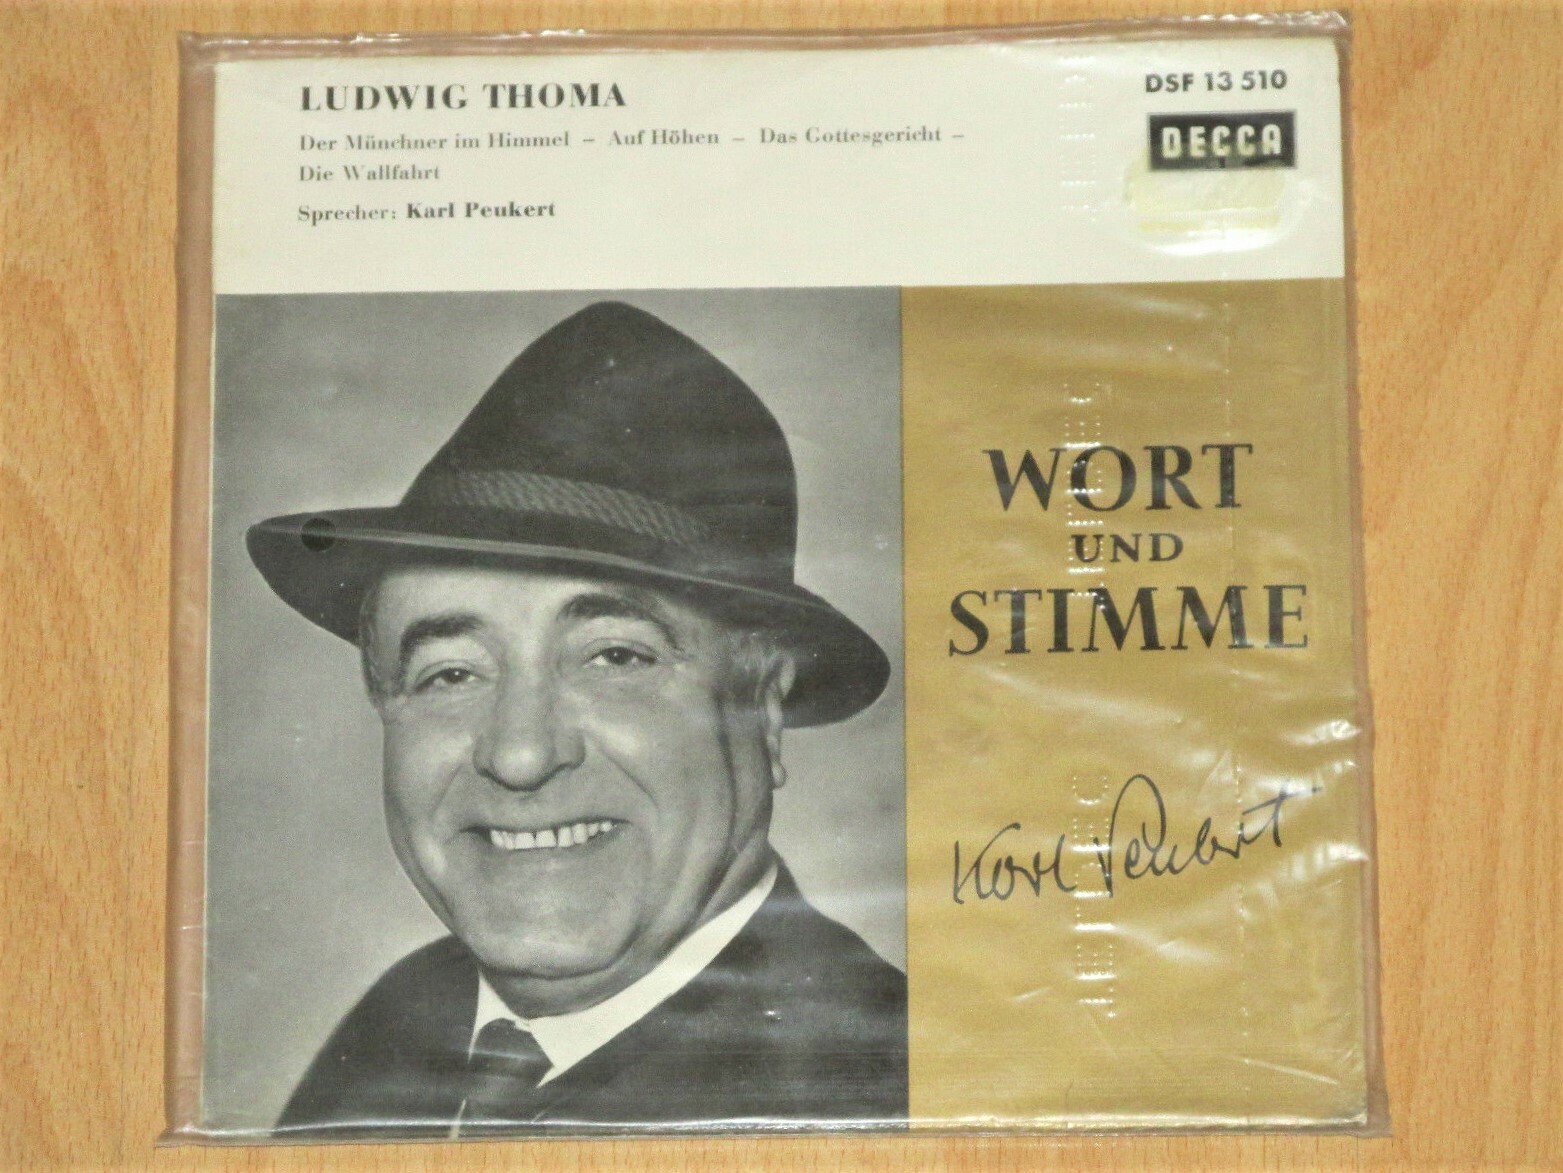 LUDWIG THOMA
Der Münchner im Himmel – Auf Höhen – Das Gottesgericht –
Die Wallfahrt
Sprecher: Karl Peukert
DSF 13 510
DECCA
WORT
UND
STIMME
Karl Peukert